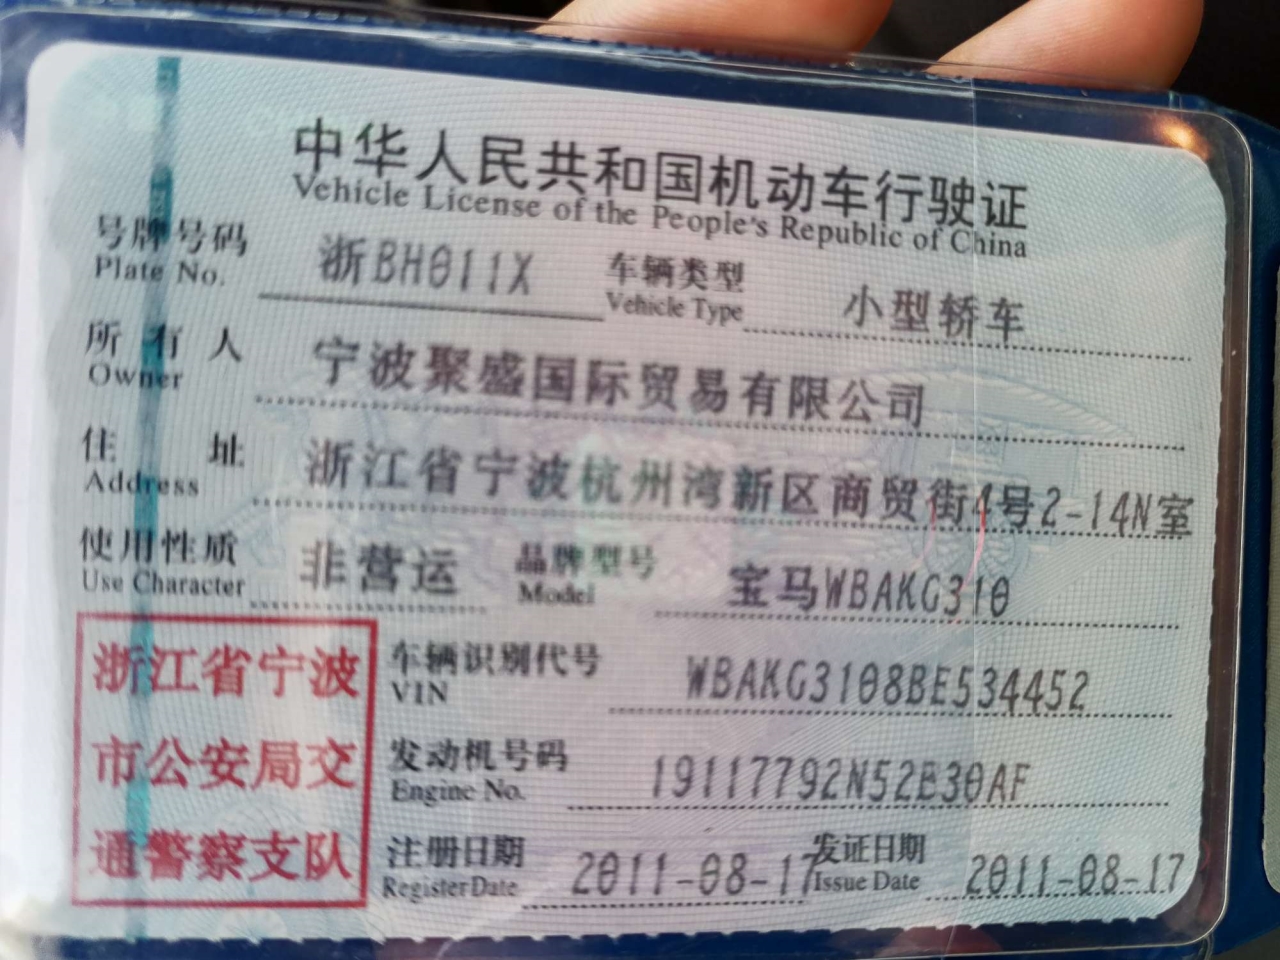 中华人民共和国机动车行驶证
Vehicle License of the People's Republic of China
号牌号码 浙BH011X 车辆类型 小型轿车
Plate No. Vehicle Type
所有人 宁波聚盛国际贸易有限公司
Owner
住址 浙江省宁波杭州湾新区商贸街4号2-14N室
Address
使用性质 非营运 品牌型号 宝马WBAKG310
Use Character Model
浙江省宁波
市公安局交
通警察支队
车辆识别代号 WBAKG3108BE534452
VIN
发动机号码 19117792N52B30AF
Engine No.
注册日期 2011-08-17 发证日期 2011-08-17
Register Date Issue Date